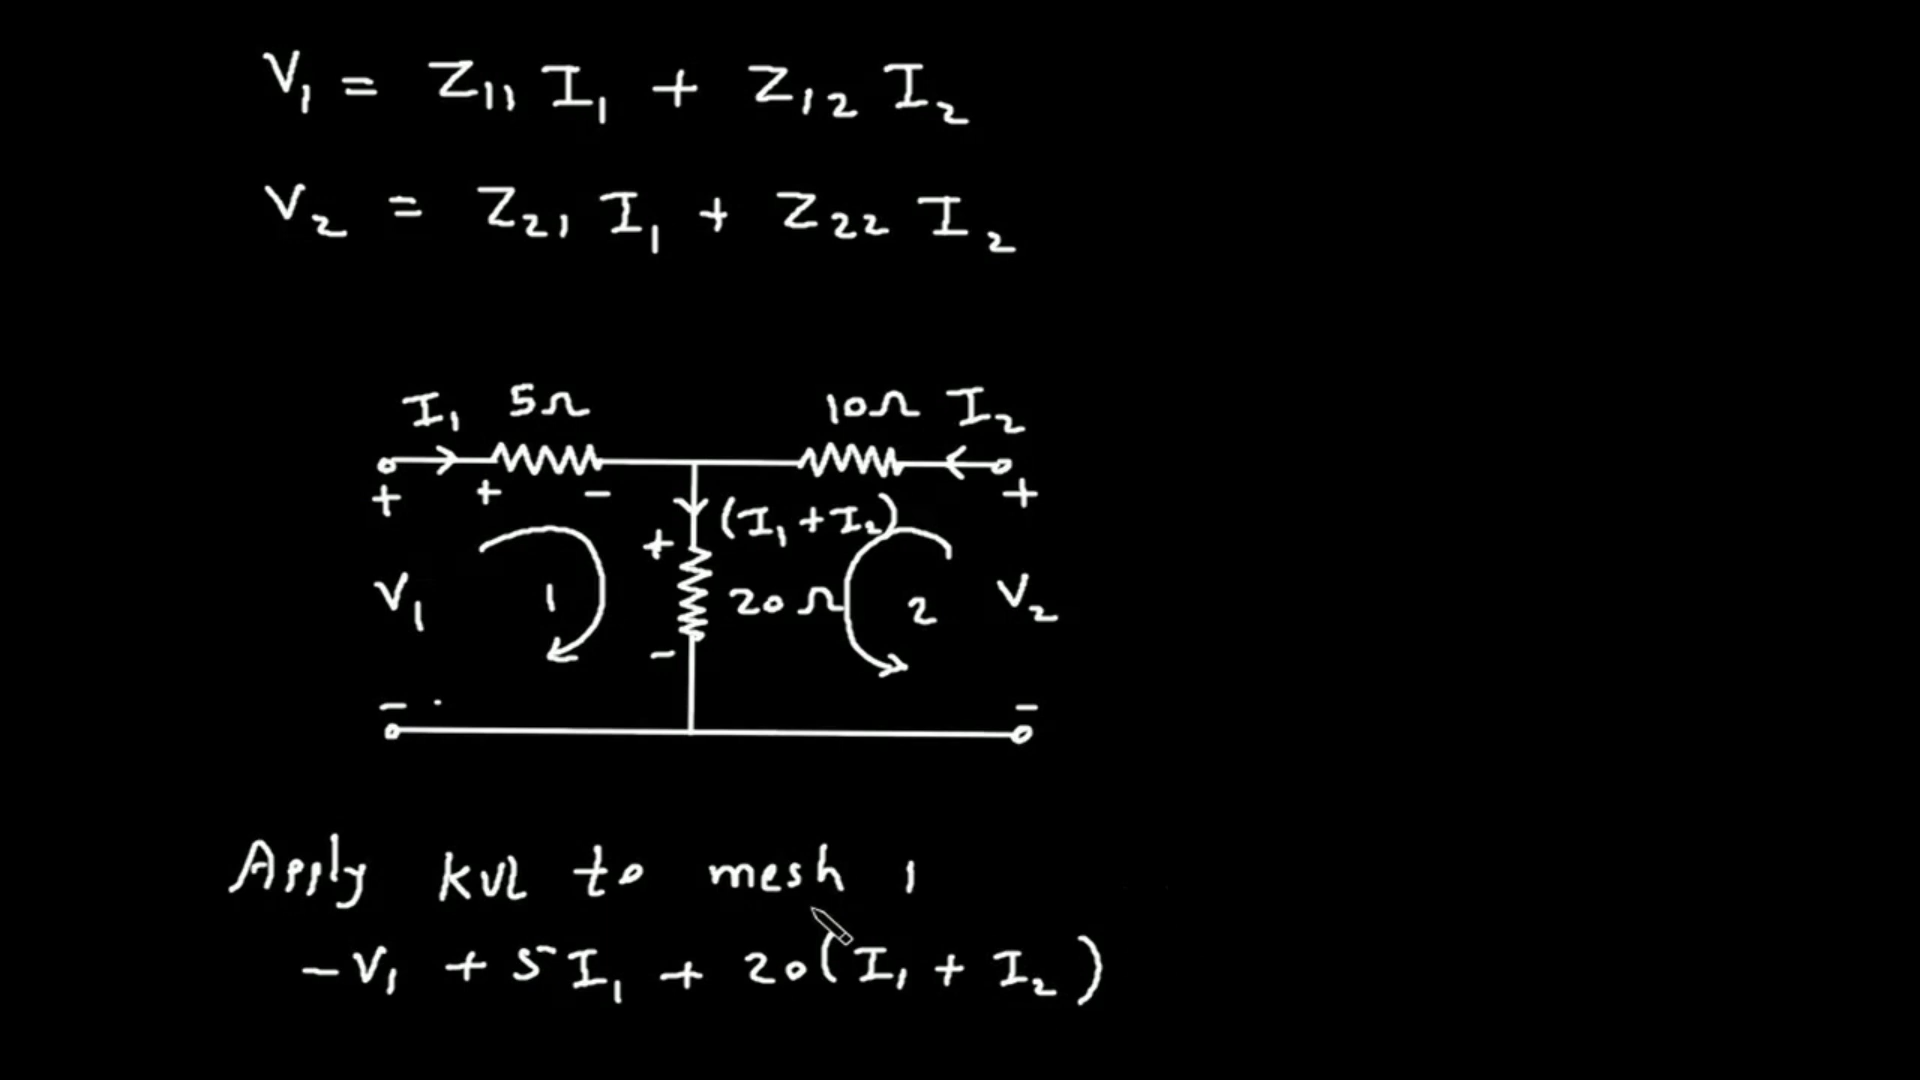 V₁ = Z₁₁ I₁ + Z₁₂ I₂
V₂ = Z₂₁ I₁ + Z₂₂ I₂
I₁ 5Ω 10Ω I₂
+ + - +
(I₁ + I₂)
+
V₁ 1 20Ω 2 V₂
-
- -
Apply KVL to mesh 1
-V₁ + 5I₁ + 20(I₁ + I₂)